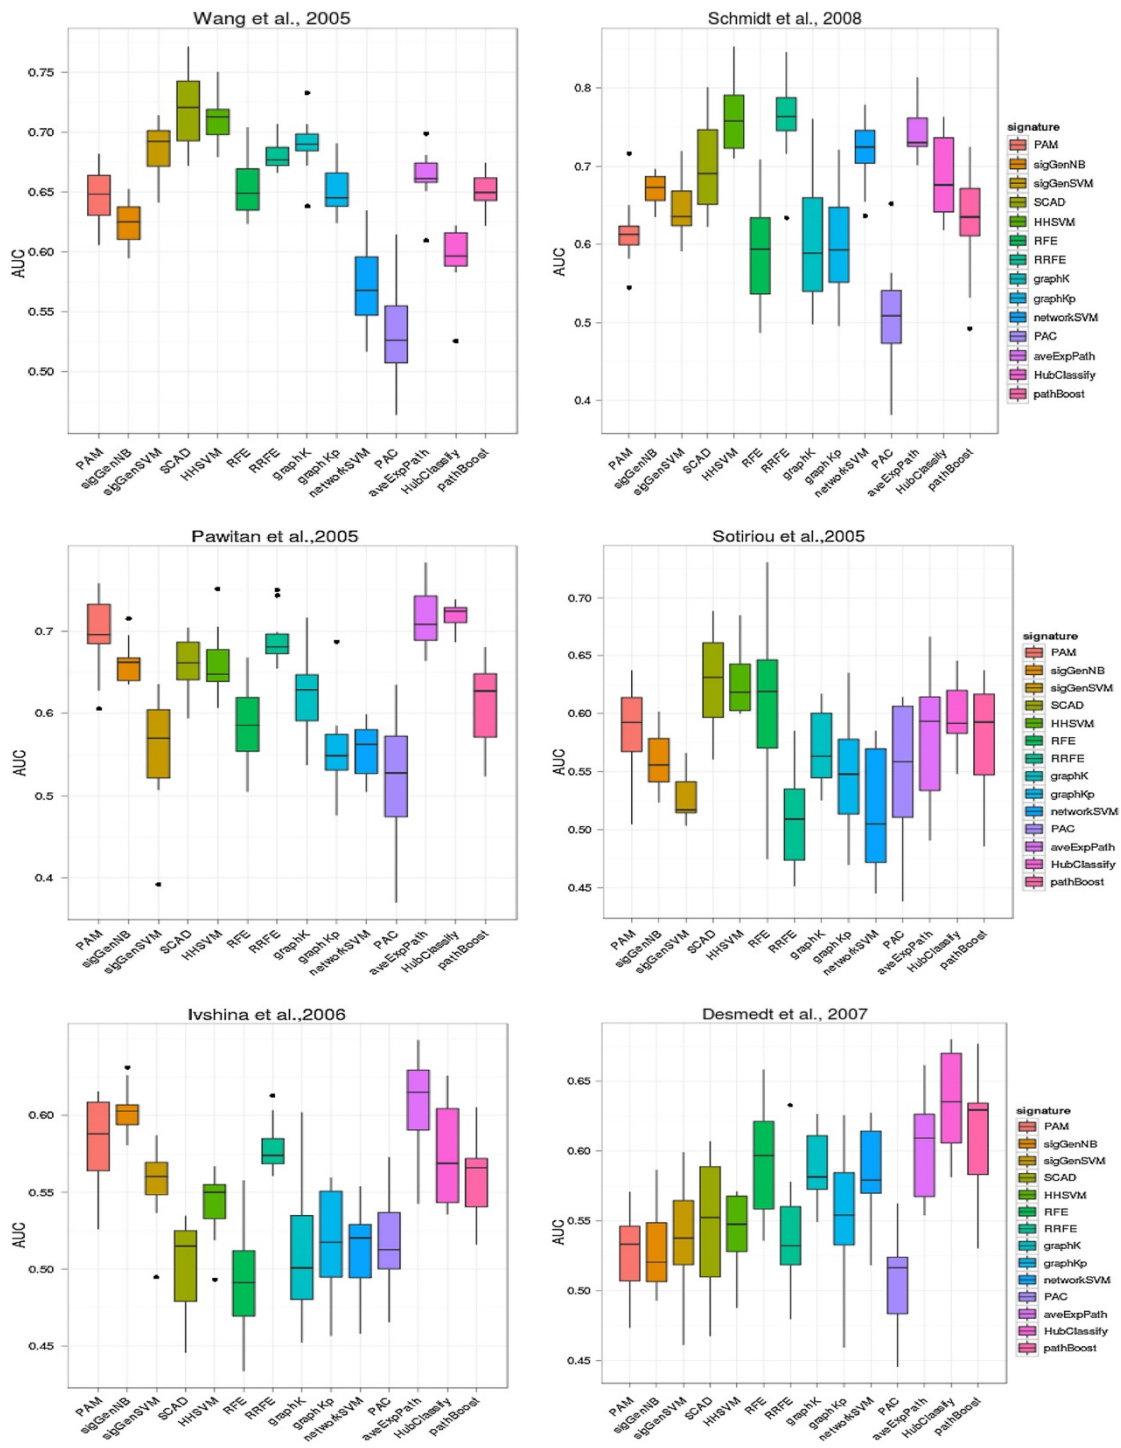 Wang et al., 2005
AUC
0.75
0.70
0.65
0.60
0.55
0.50
PAM
sigGenNB
sigGenSVM
SCAD
HHSVM
RFE
RRFE
graphK
graphKp
networkSVM
PAC
aveExpPath
HubClassify
pathBoost
Schmidt et al., 2008
AUC
0.8
0.7
0.6
0.5
0.4
PAM
sigGenNB
sigGenSVM
SCAD
HHSVM
RFE
RRFE
graphK
graphKp
networkSVM
PAC
aveExpPath
HubClassify
pathBoost
signature
PAM
sigGenNB
sigGenSVM
SCAD
HHSVM
RFE
RRFE
graphK
graphKp
networkSVM
PAC
aveExpPath
HubClassify
pathBoost
Pawitan et al.,2005
AUC
0.7
0.6
0.5
0.4
PAM
sigGenNB
sigGenSVM
SCAD
HHSVM
RFE
RRFE
graphK
graphKp
networkSVM
PAC
aveExpPath
HubClassify
pathBoost
Sotiriou et al.,2005
AUC
0.70
0.65
0.60
0.55
0.50
0.45
PAM
sigGenNB
sigGenSVM
SCAD
HHSVM
RFE
RRFE
graphK
graphKp
networkSVM
PAC
aveExpPath
HubClassify
pathBoost
signature
PAM
sigGenNB
sigGenSVM
SCAD
HHSVM
RFE
RRFE
graphK
graphKp
networkSVM
PAC
aveExpPath
HubClassify
pathBoost
Ivshina et al.,2006
AUC
0.60
0.55
0.50
0.45
PAM
sigGenNB
sigGenSVM
SCAD
HHSVM
RFE
RRFE
graphK
graphKp
networkSVM
PAC
aveExpPath
HubClassify
pathBoost
Desmedt et al., 2007
AUC
0.65
0.60
0.55
0.50
0.45
PAM
sigGenNB
sigGenSVM
SCAD
HHSVM
RFE
RRFE
graphK
graphKp
networkSVM
PAC
aveExpPath
HubClassify
pathBoost
signature
PAM
sigGenNB
sigGenSVM
SCAD
HHSVM
RFE
RRFE
graphK
graphKp
networkSVM
PAC
aveExpPath
HubClassify
pathBoost